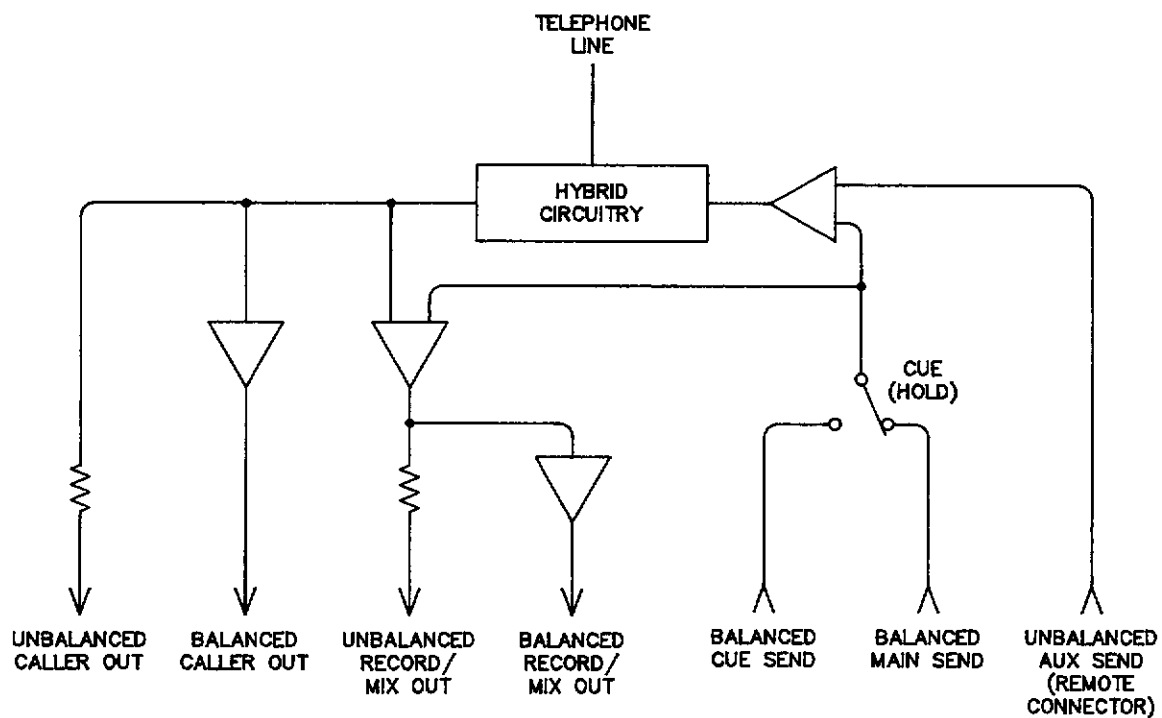 TELEPHONE
LINE
HYBRID
CIRCUITRY
CUE
(HOLD)
UNBALANCED
CALLER OUT
BALANCED
CALLER OUT
UNBALANCED
RECORD/
MIX OUT
BALANCED
RECORD/
MIX OUT
BALANCED
CUE SEND
BALANCED
MAIN SEND
UNBALANCED
AUX SEND
(REMOTE
CONNECTOR)